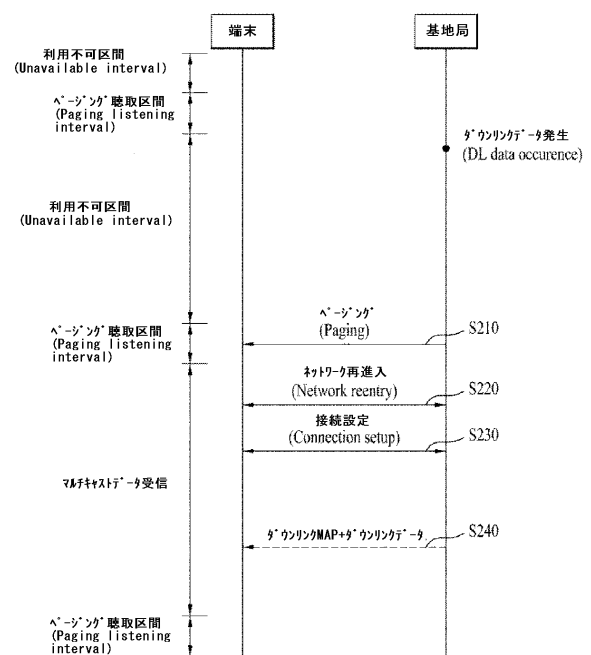 端末
基地局
利用不可区間
(Unavailable interval)
ﾍﾟｰｼﾞﾝｸﾞ聴取区間
(Paging listening
interval)
ﾀﾞｳﾝﾘﾝｸﾃﾞｰﾀ発生
(DL data occurence)
利用不可区間
(Unavailable interval)
ﾍﾟｰｼﾞﾝｸﾞ
(Paging)
S210
ﾍﾟｰｼﾞﾝｸﾞ聴取区間
(Paging listening
interval)
ﾈｯﾄﾜｰｸ再進入
(Network reentry)
S220
接続設定
(Connection setup)
S230
ﾏﾙﾁｷｬｽﾄﾃﾞｰﾀ受信
ﾀﾞｳﾝﾘﾝｸMAP+ﾀﾞｳﾝﾘﾝｸﾃﾞｰﾀ
S240
ﾍﾟｰｼﾞﾝｸﾞ聴取区間
(Paging listening
interval)